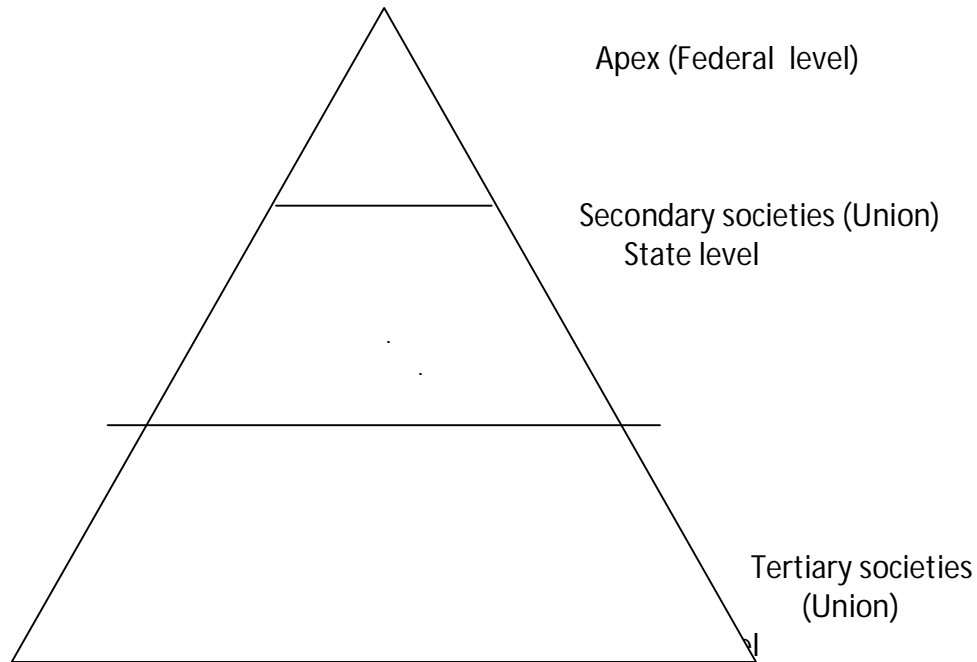 Apex (Federal level)
Secondary societies (Union)
State level
Tertiary societies
(Union)